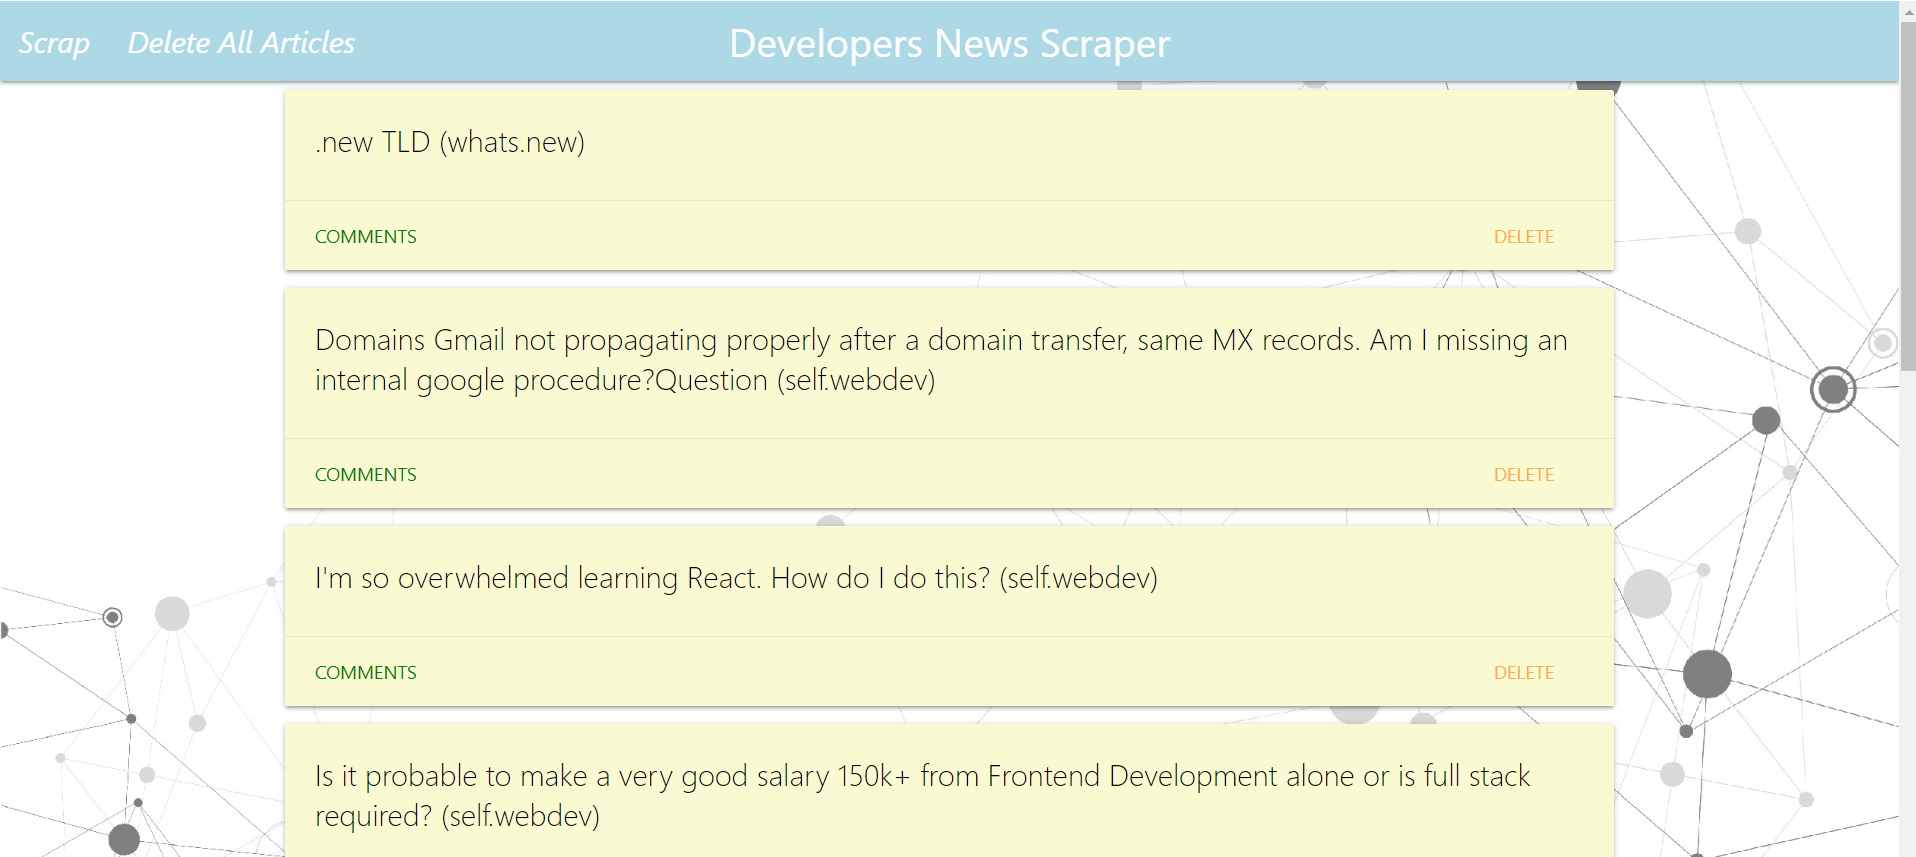 Scrap Delete All Articles Developers News Scraper
.new TLD (whats.new)
COMMENTS DELETE
Domains Gmail not propagating properly after a domain transfer, same MX records. Am I missing an
internal google procedure?Question (self.webdev)
COMMENTS DELETE
I'm so overwhelmed learning React. How do I do this? (self.webdev)
COMMENTS DELETE
Is it probable to make a very good salary 150k+ from Frontend Development alone or is full stack
required? (self.webdev)